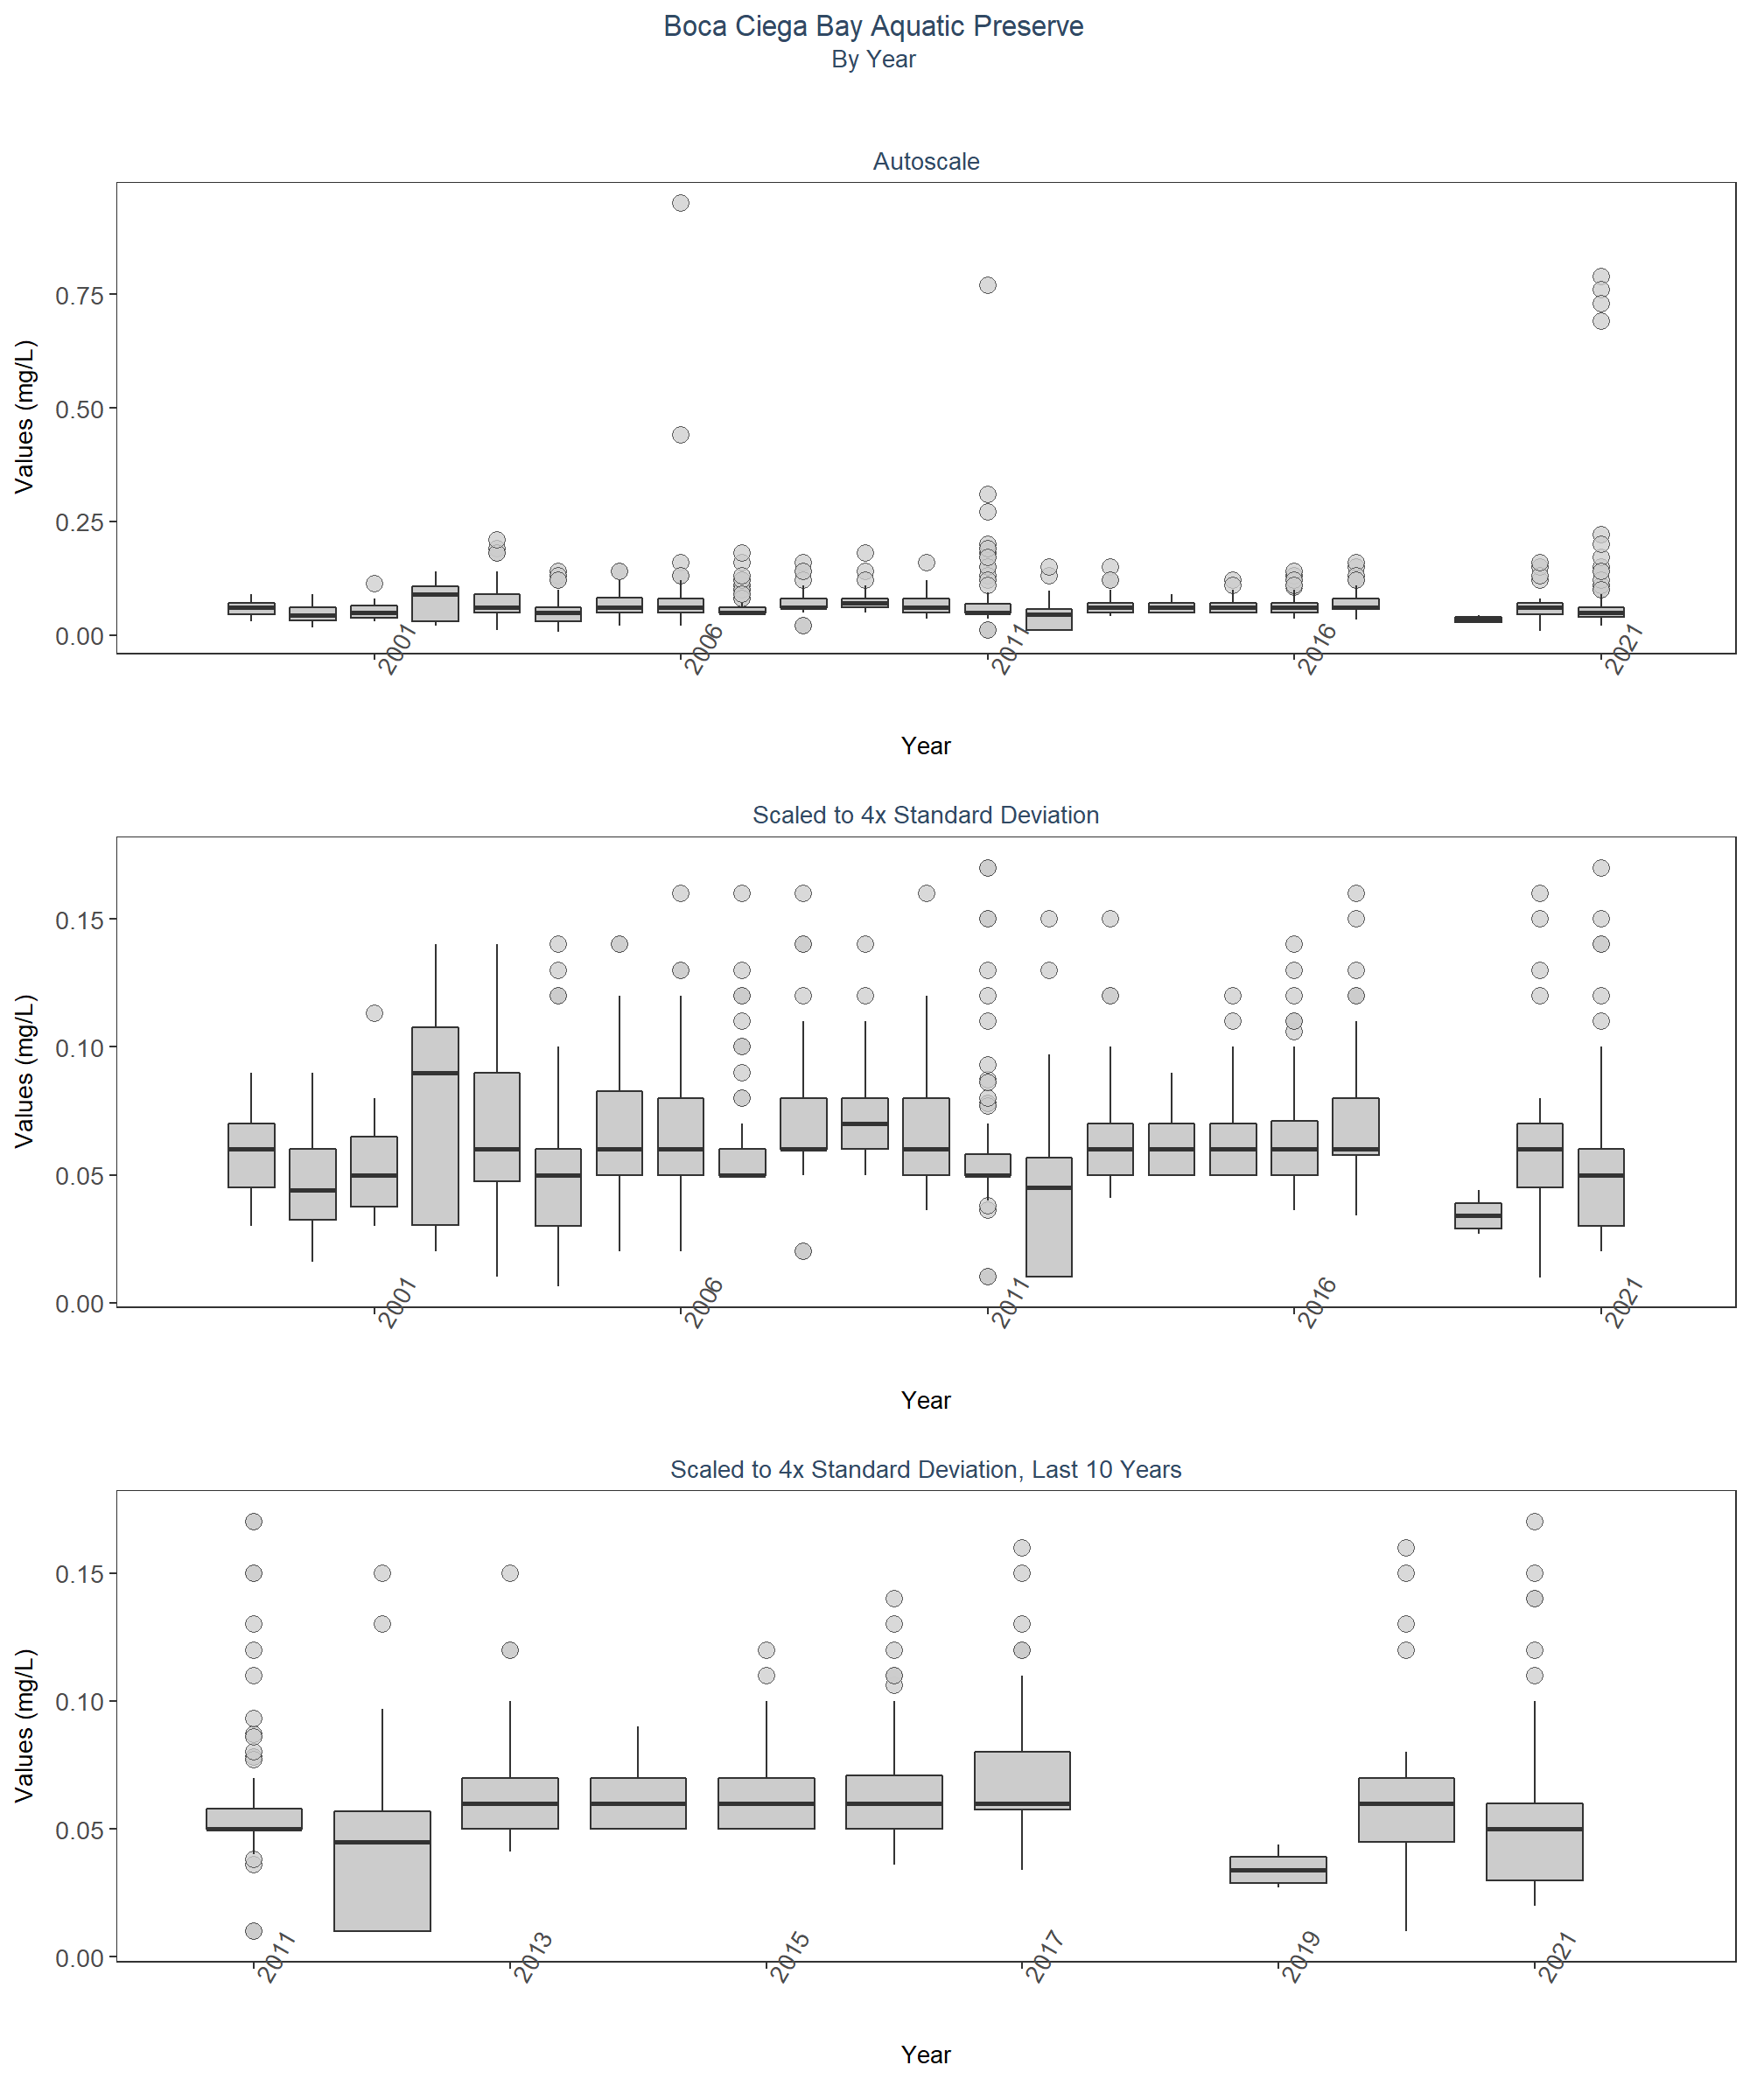 Boca Ciega Bay Aquatic Preserve
By Year
Autoscale
Values (mg/L)
0.75
0.50
0.25
0.00
2001 2006 2011 2016 2021
Year
Scaled to 4x Standard Deviation
Values (mg/L)
0.15
0.10
0.05
0.00
2001 2006 2011 2016 2021
Year
Scaled to 4x Standard Deviation, Last 10 Years
Values (mg/L)
0.15
0.10
0.05
0.00
2011 2013 2015 2017 2019 2021
Year